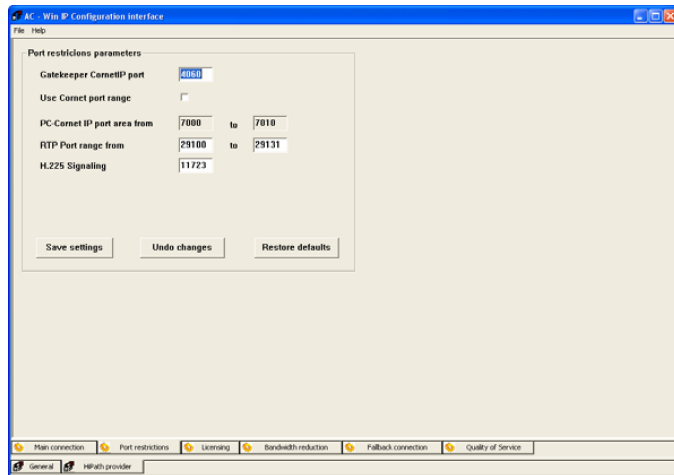 AC - Win IP Configuration interface
File Help
Port restricions parameters
Gatekeeper CornetIP port 4060
Use Cornet port range
PC-Cornet IP port area from 7000 to 7010
RTP Port range from 29100 to 29131
H.225 Signaling 11723
Save settings Undo changes Restore defaults
Main connection Port restrictions Licensing Bandwidth reduction Fallback connection Quality of Service
General HiPath provider